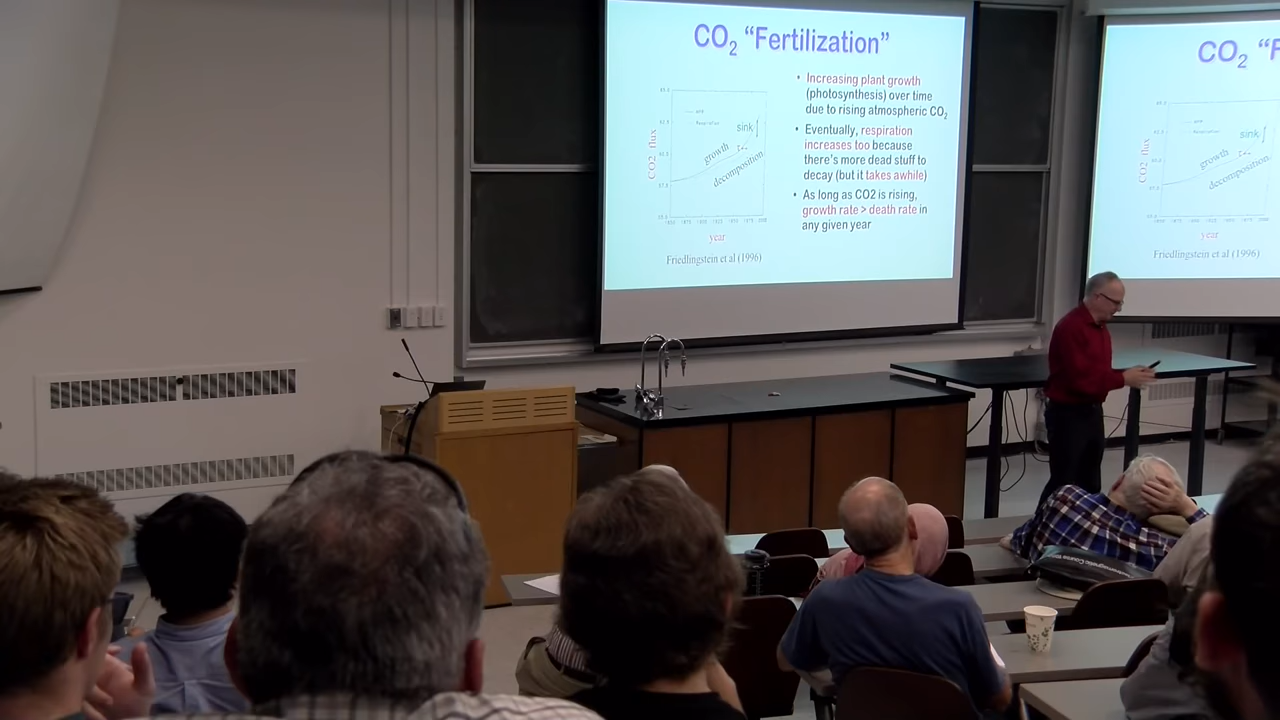 CO2 “Fertilization”
• Increasing plant growth
(photosynthesis) over time
due to rising atmospheric CO2
• Eventually, respiration
increases too because
there’s more dead stuff to
decay (but it takes awhile)
• As long as CO2 is rising,
growth rate > death rate in
any given year
CO2 flux
sink
growth
decomposition
year
Friedlingstein et al (1996)
CO2 “F
CO2 flux
sink
growth
decomposition
year
Friedlingstein et al (1996)